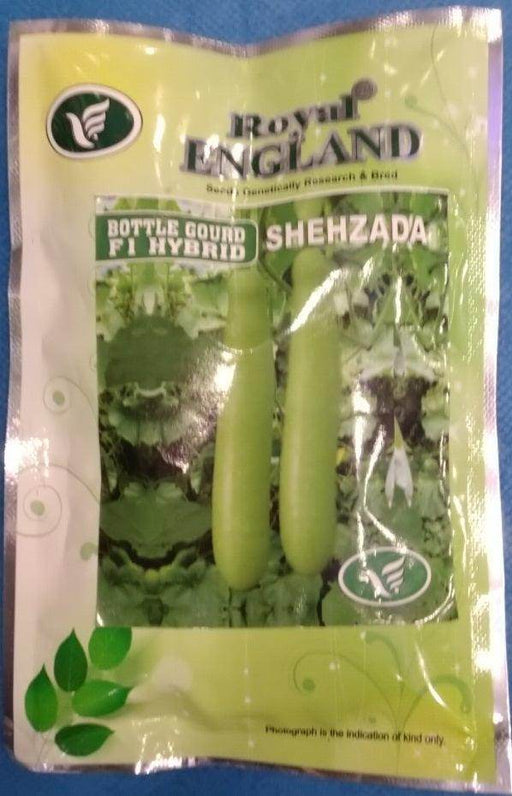 Royal
ENGLAND
Seeds Genetically Research & Bred
BOTTLE GOURD
F1 HYBRID
SHEHZADA
Photograph is the indication of kind only.